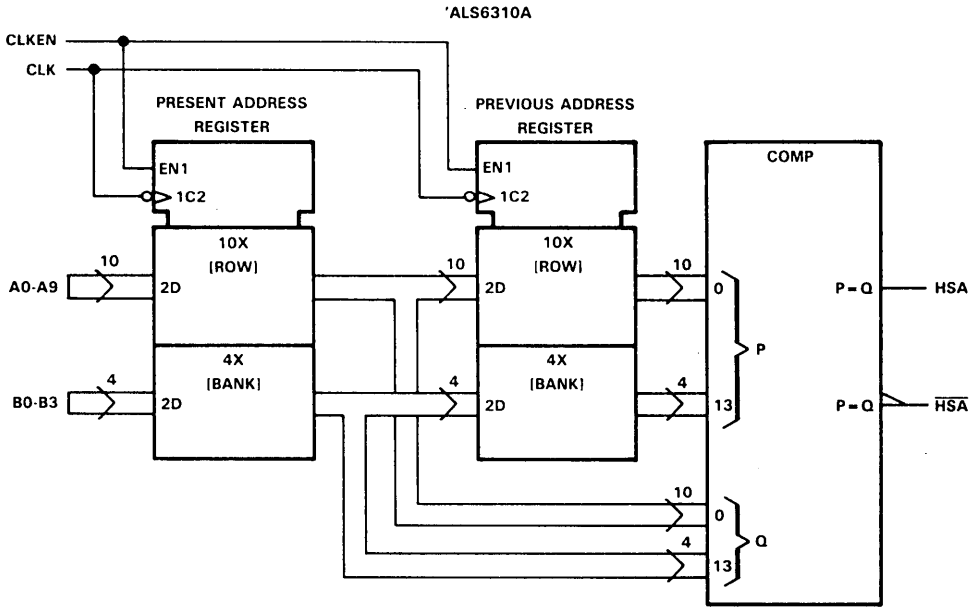 'ALS6310A
CLKEN
CLK
PRESENT ADDRESS
REGISTER
PREVIOUS ADDRESS
REGISTER
COMP
EN1
1C2
EN1
1C2
10X
[ROW]
10X
[ROW]
A0-A9
10
2D
10
2D
10
0
P = Q
HSA
P
4X
[BANK]
4X
[BANK]
B0-B3
4
2D
4
2D
4
13
P = Q
HSA
10
0
Q
4
13